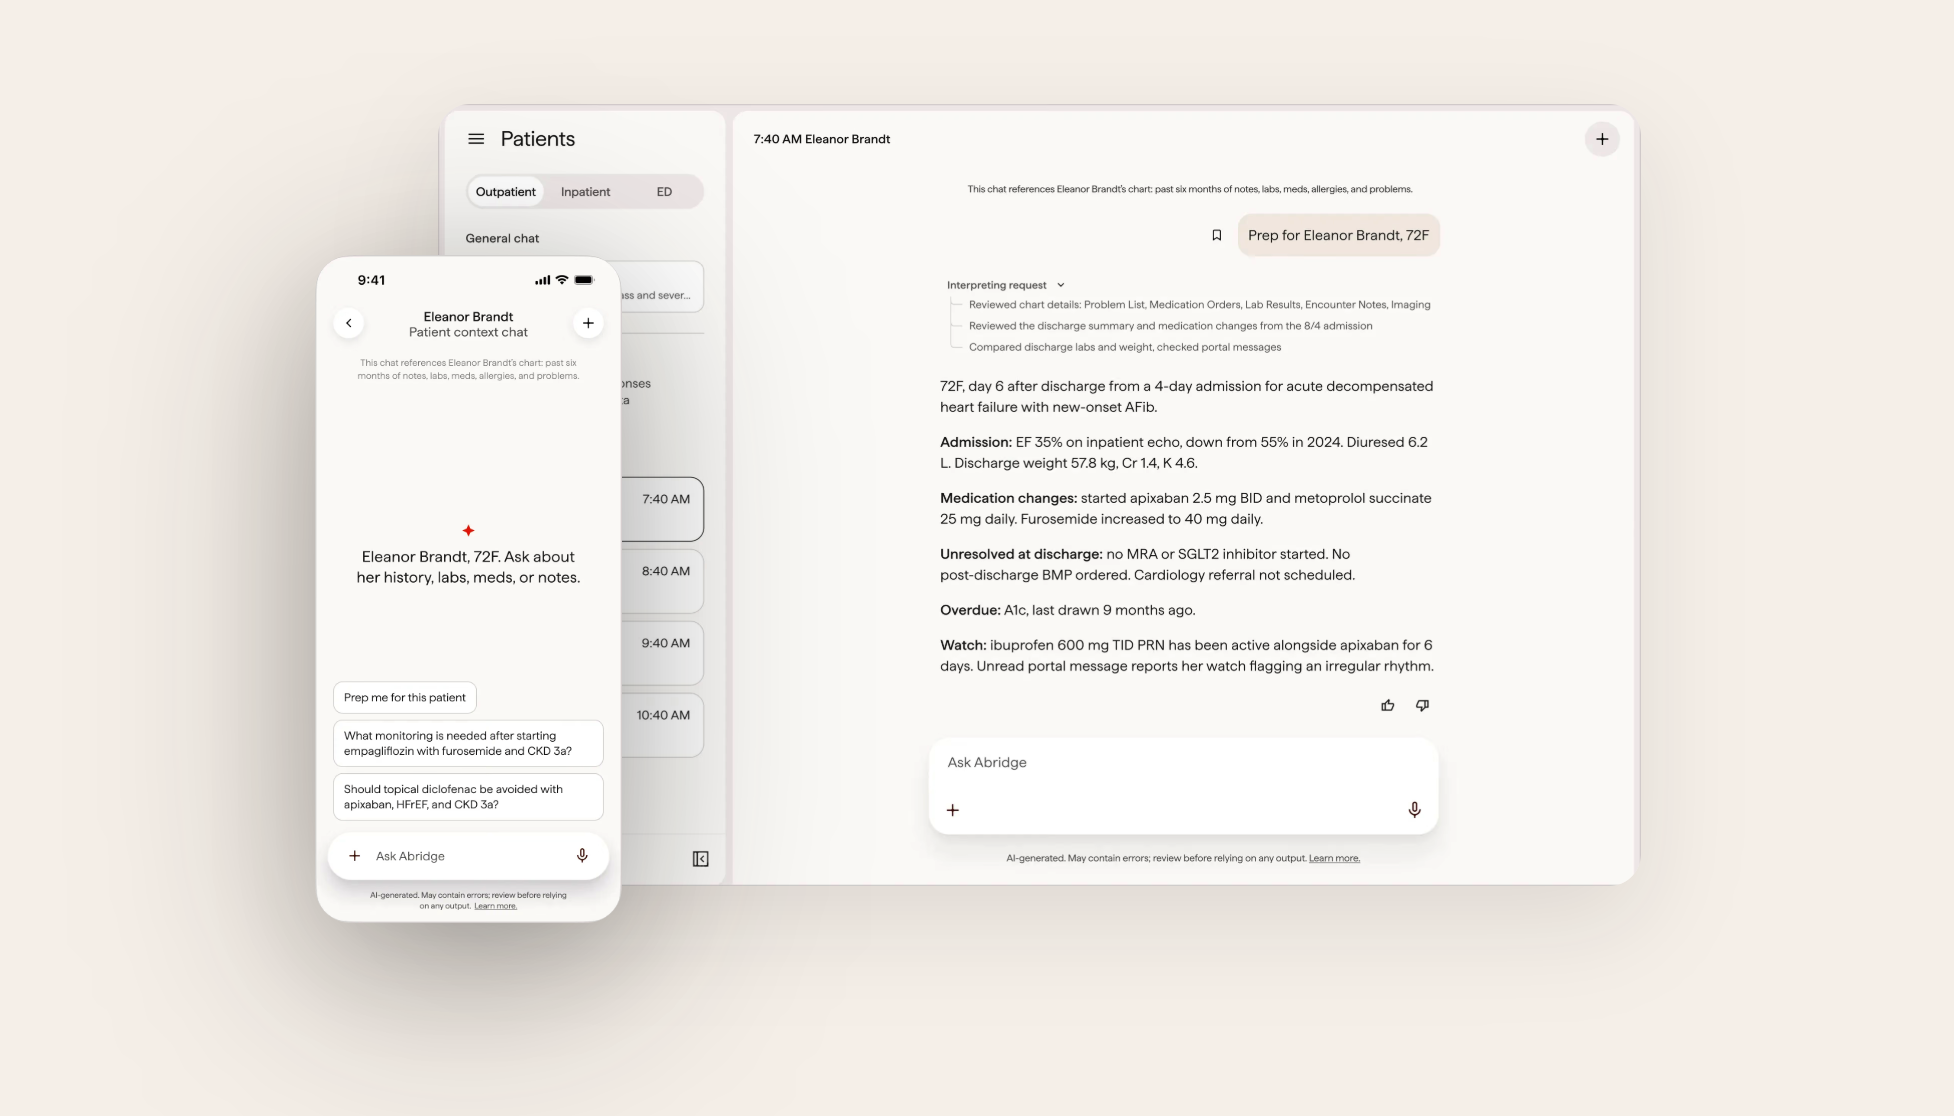 Patients
Outpatient
Inpatient
ED
General chat
and sever...
7:40 AM
8:40 AM
9:40 AM
10:40 AM
9:41
Eleanor Brandt
Patient context chat
This chat references Eleanor Brandt's chart: past six
months of notes, labs, meds, allergies, and problems.
Eleanor Brandt, 72F. Ask about
her history, labs, meds, or notes.
Prep me for this patient
What monitoring is needed after starting
empagliflozin with furosemide and CKD 3a?
Should topical diclofenac be avoided with
apixaban, HFrEF, and CKD 3a?
Ask Abridge
AI-generated. May contain errors; review before relying
on any output. Learn more.
7:40 AM Eleanor Brandt
This chat references Eleanor Brandt's chart: past six months of notes, labs, meds, allergies, and problems.
Prep for Eleanor Brandt, 72F
Interpreting request
Reviewed chart details: Problem List, Medication Orders, Lab Results, Encounter Notes, Imaging
Reviewed the discharge summary and medication changes from the 8/4 admission
Compared discharge labs and weight, checked portal messages
72F, day 6 after discharge from a 4-day admission for acute decompensated
heart failure with new-onset AFib.
Admission: EF 35% on inpatient echo, down from 55% in 2024. Diuresed 6.2
L. Discharge weight 57.8 kg, Cr 1.4, K 4.6.
Medication changes: started apixaban 2.5 mg BID and metoprolol succinate
25 mg daily. Furosemide increased to 40 mg daily.
Unresolved at discharge: no MRA or SGLT2 inhibitor started. No
post-discharge BMP ordered. Cardiology referral not scheduled.
Overdue: A1c, last drawn 9 months ago.
Watch: ibuprofen 600 mg TID PRN has been active alongside apixaban for 6
days. Unread portal message reports her watch flagging an irregular rhythm.
Ask Abridge
AI-generated. May contain errors; review before relying on any output. Learn more.